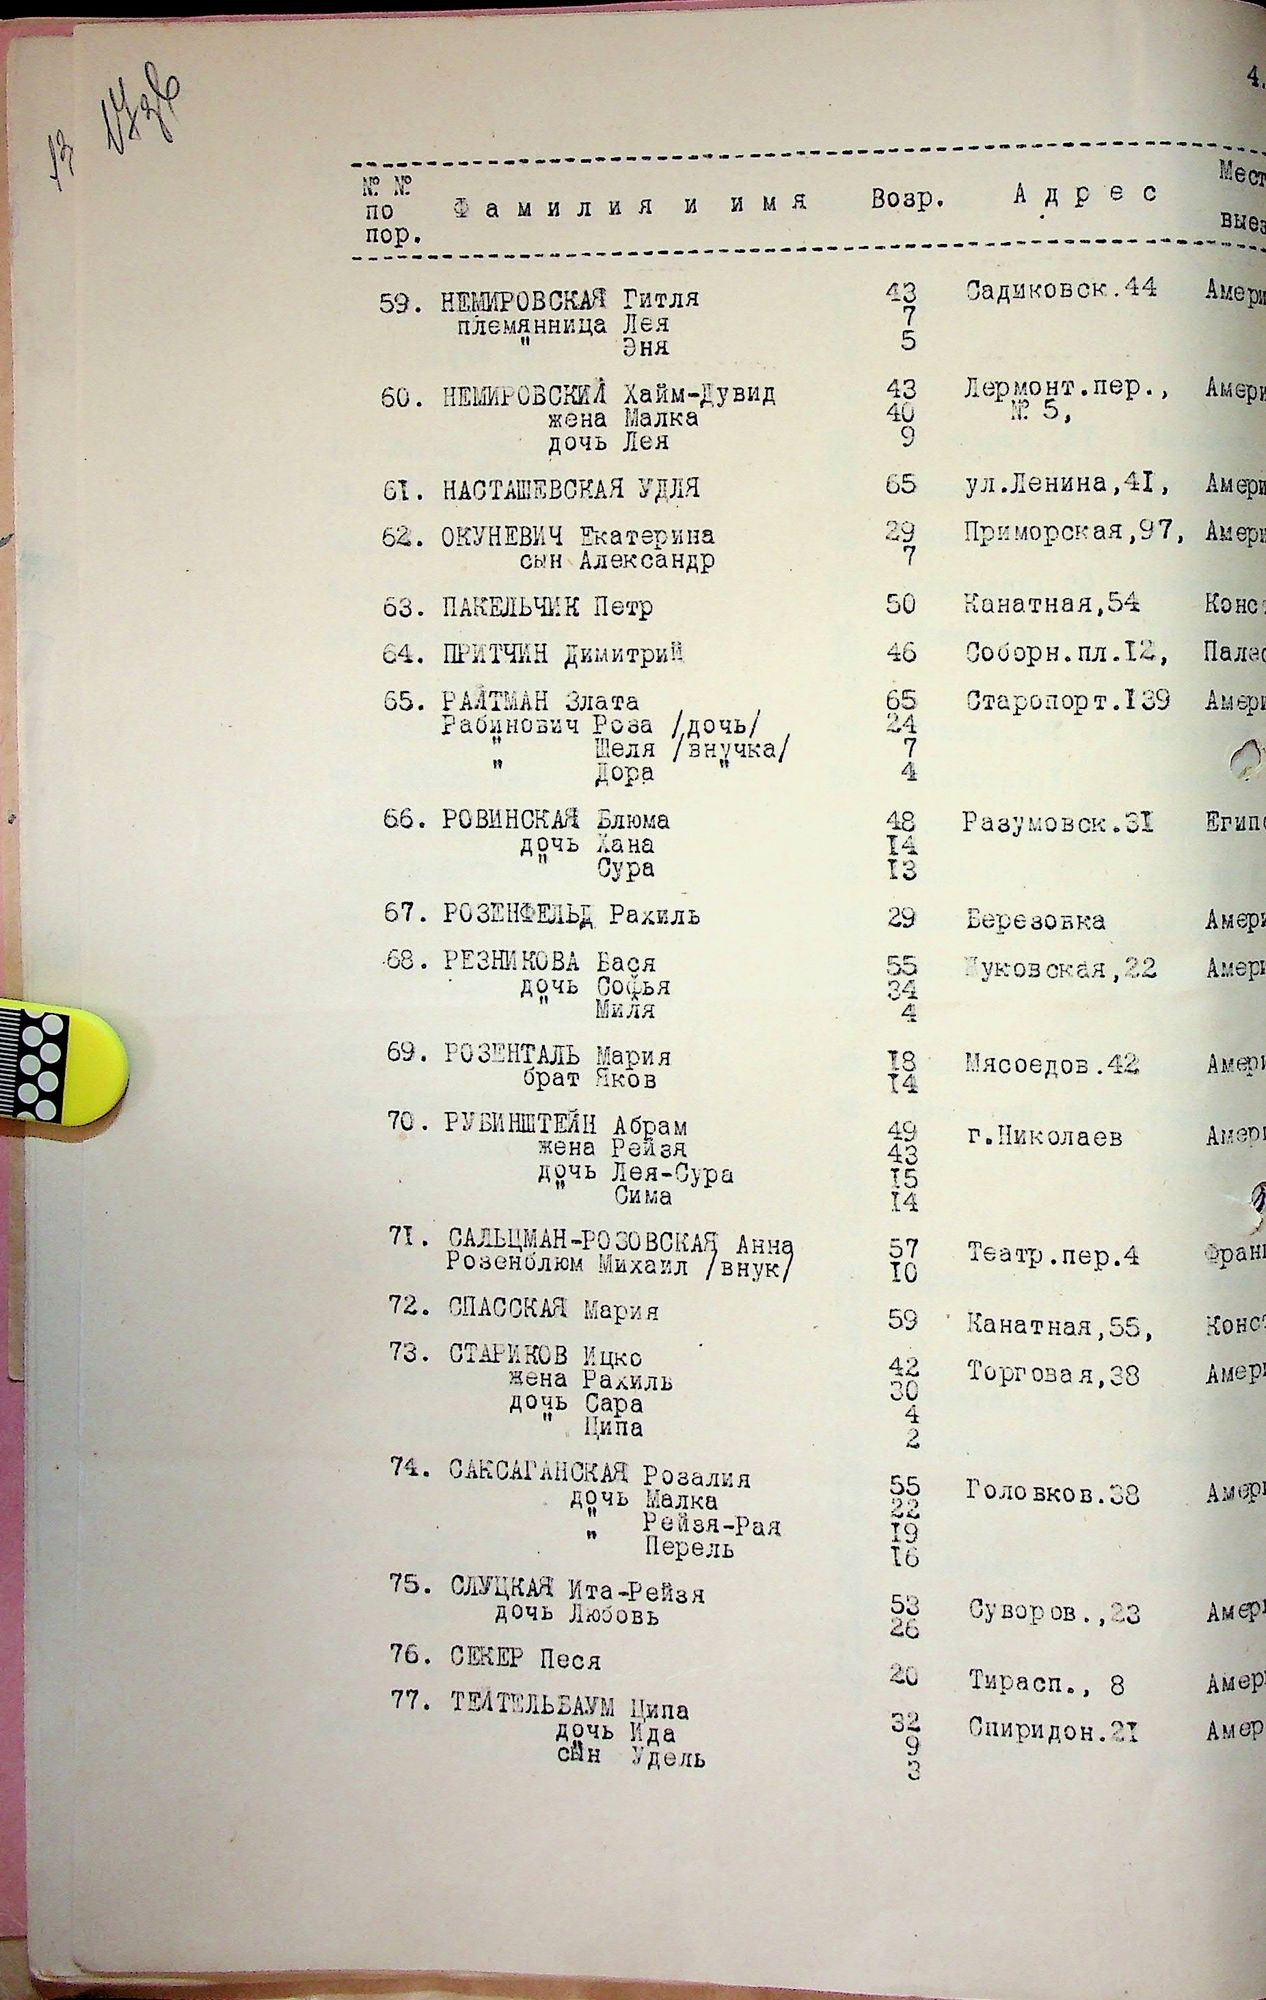 4.
13
№ №
по
пор.
Фамилия и имя
Возр.
Адрес
Мест
выез
59. НЕМИРОВСКАЯ Гитля 43 Садиковск.44 Амери
племянница Лея 7
" Эня 5
60. НЕМИРОВСКИЙ Хайм-Дувид 43 Лермонт.пер., Амери
жена Малка 40 № 5,
дочь Лея 9
61. НАСТАШЕВСКАЯ УДЛЯ 65 ул.Ленина,41, Амери
62. ОКУНЕВИЧ Екатерина 29 Приморская,97, Амери
сын Александр 7
63. ПАКЕЛЬЧИК Петр 50 Канатная,54 Конст
64. ПРИТЧИН Димитрий 46 Соборн.пл.12, Палес
65. РАЙТМАН Злата 65 Старопорт.139 Амери
Рабинович Роза /дочь/ 24
" Шеля /внучка/ 7
" Дора " 4
66. РОВИНСКАЯ Блюма 48 Разумовск.31 Египе
дочь Хана 14
" Сура 13
67. РОЗЕНФЕЛЬД Рахиль 29 Березовка Амери
68. РЕЗНИКОВА Бася 55 Жуковская,22 Амери
дочь Софья 34
" Миля 4
69. РОЗЕНТАЛЬ Мария 18 Мясоедов.42 Амери
брат Яков 14
70. РУБИНШТЕЙН Абрам 49 г.Николаев Амери
жена Рейзя 43
дочь Лея-Сура 15
" Сима 14
71. САЛЬЦМАН-РОЗОВСКАЯ Анна 57 Театр.пер.4 Франц
Розенблюм Михаил /внук/ 10
72. СПАССКАЯ Мария 59 Канатная,55, Конст
73. СТАРИКОВ Ицко 42 Торговая,38 Амери
жена Рахиль 30
дочь Сара 4
" Ципа 2
74. САКСАГАНСКАЯ Розалия 55 Головков.38 Амери
дочь Малка 22
" Рейзя-Рая 19
" Перель 16
75. СЛУЦКАЯ Ита-Рейзя 53 Суворов.,23 Амери
дочь Любовь 26
76. СЕКЕР Песя 20 Тирасп., 8 Амери
77. ТЕЙТЕЛЬБАУМ Ципа 32 Спиридон.21 Амер
дочь Ида 9
сын Удель 3